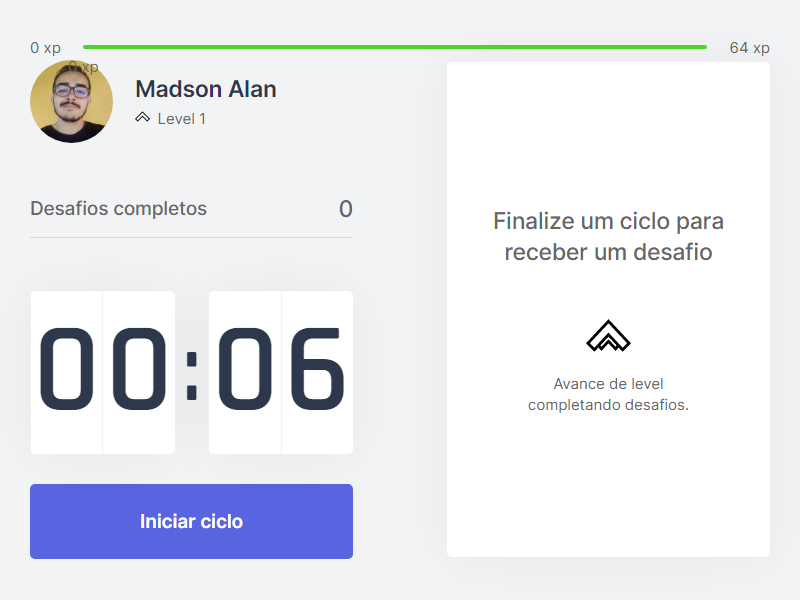 0 xp
64 xp
0 xp
Madson Alan
Level 1
Desafios completos
0
00:06
Iniciar ciclo
Finalize um ciclo para
receber um desafio
Avance de level
completando desafios.